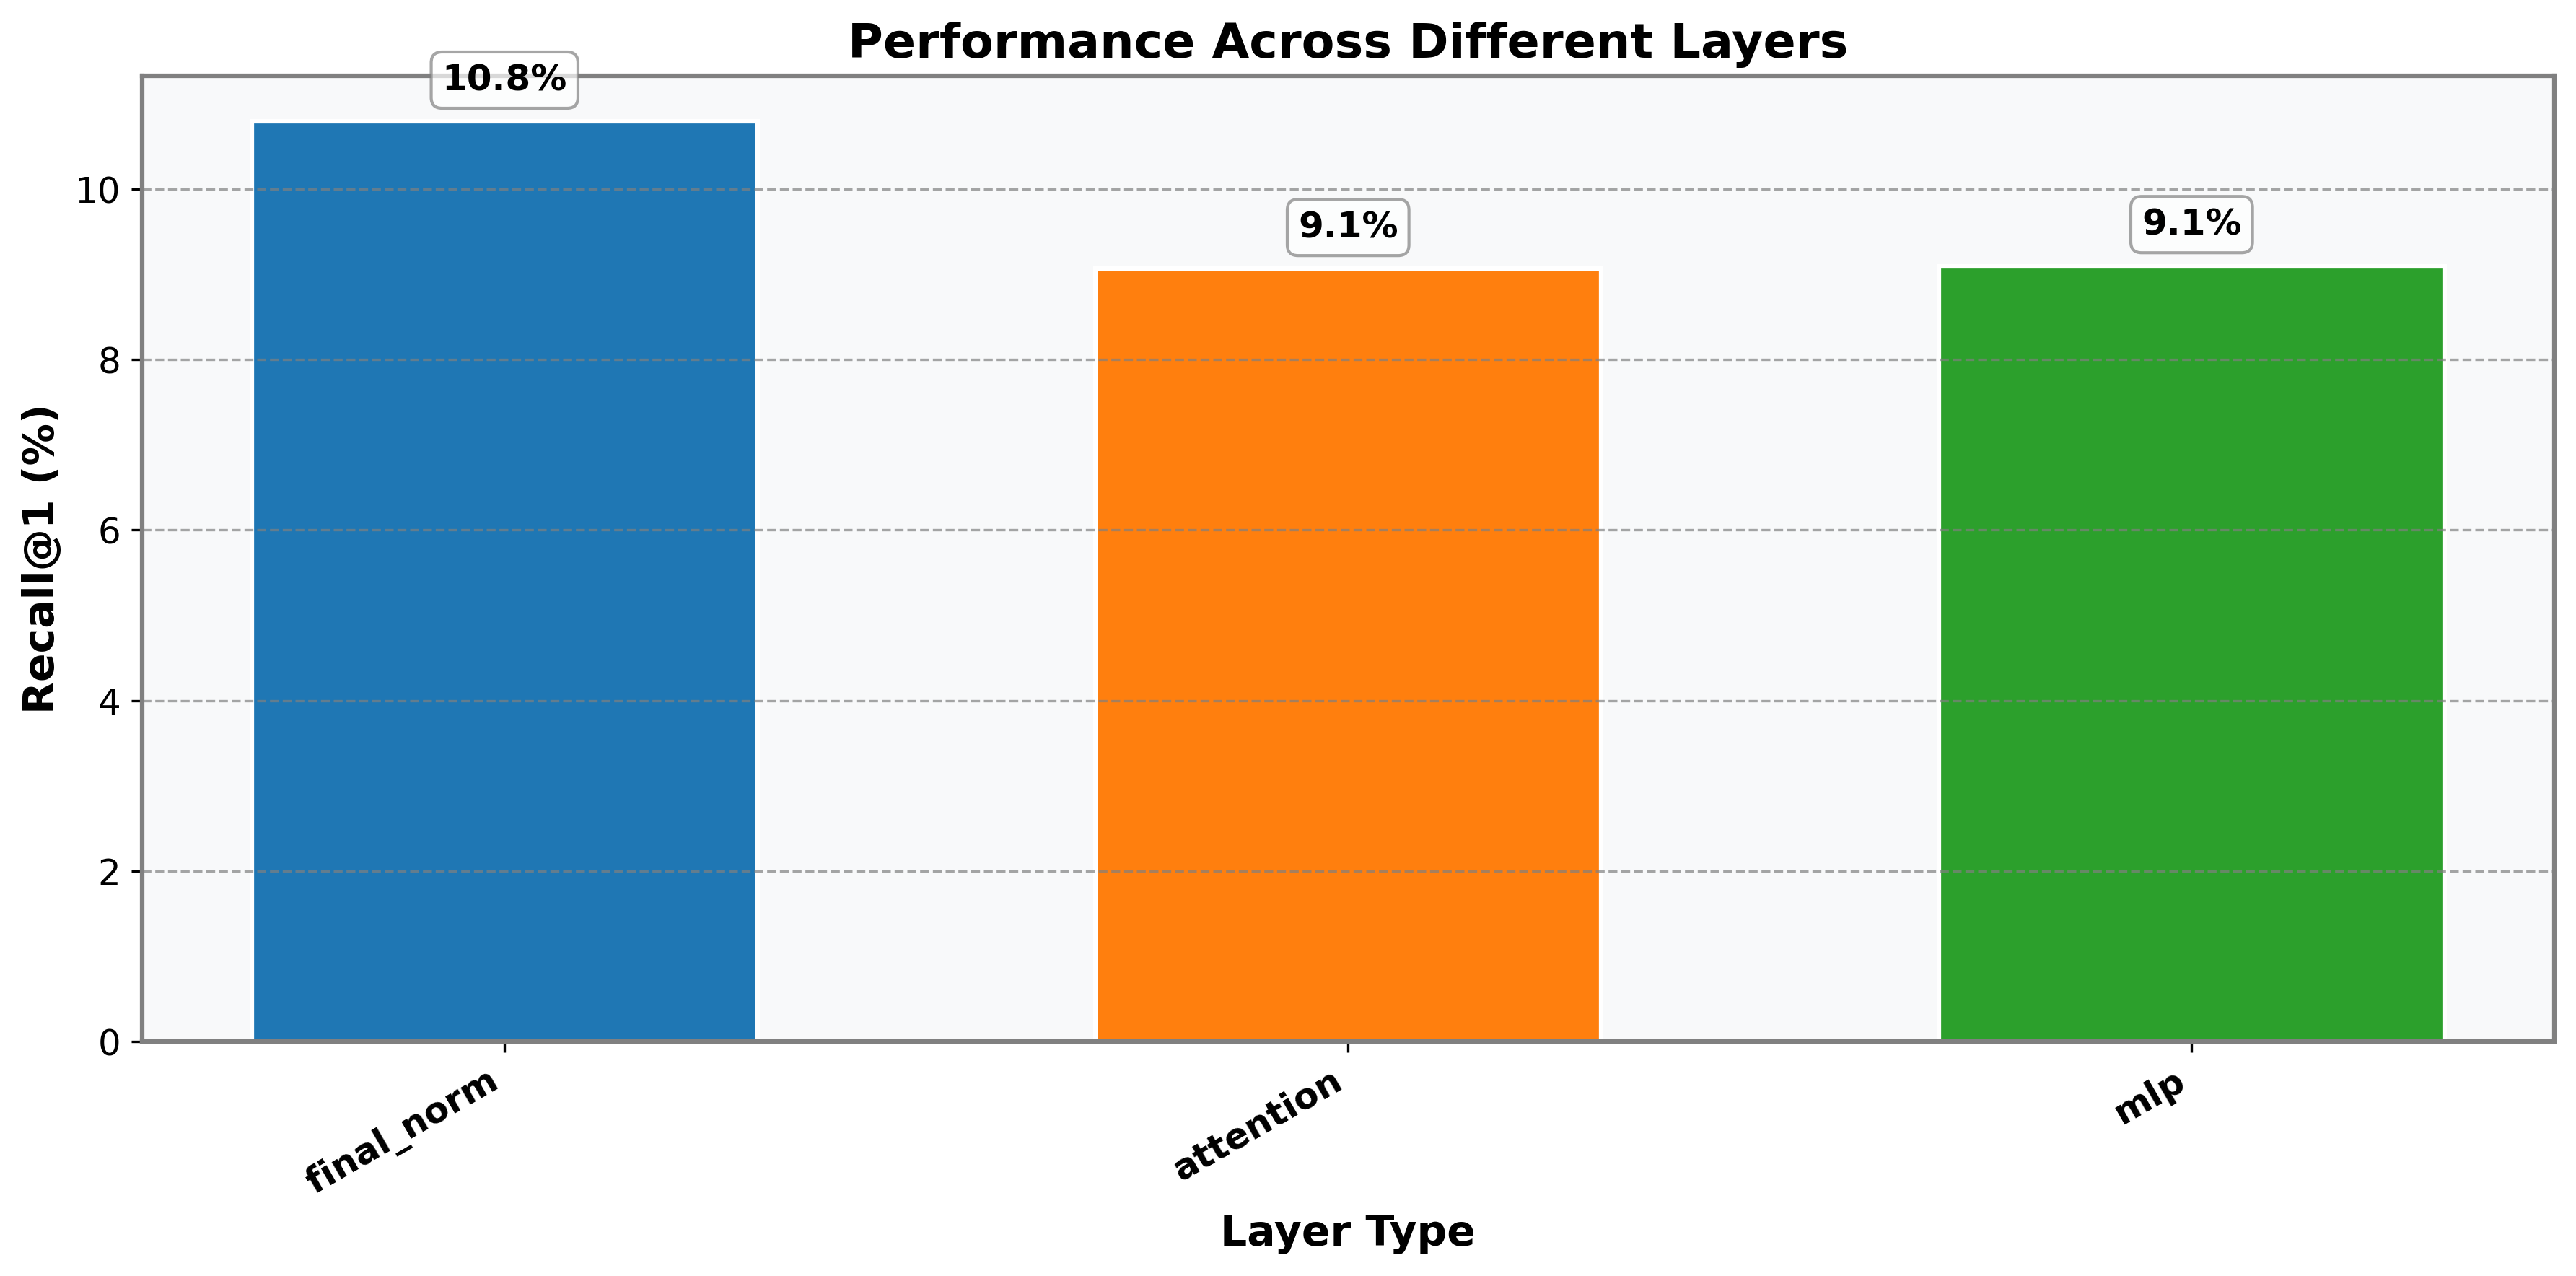 Performance Across Different Layers
10.8%
9.1%
9.1%
10
8
6
4
2
0
Recall@1 (%)
final_norm
attention
mlp
Layer Type